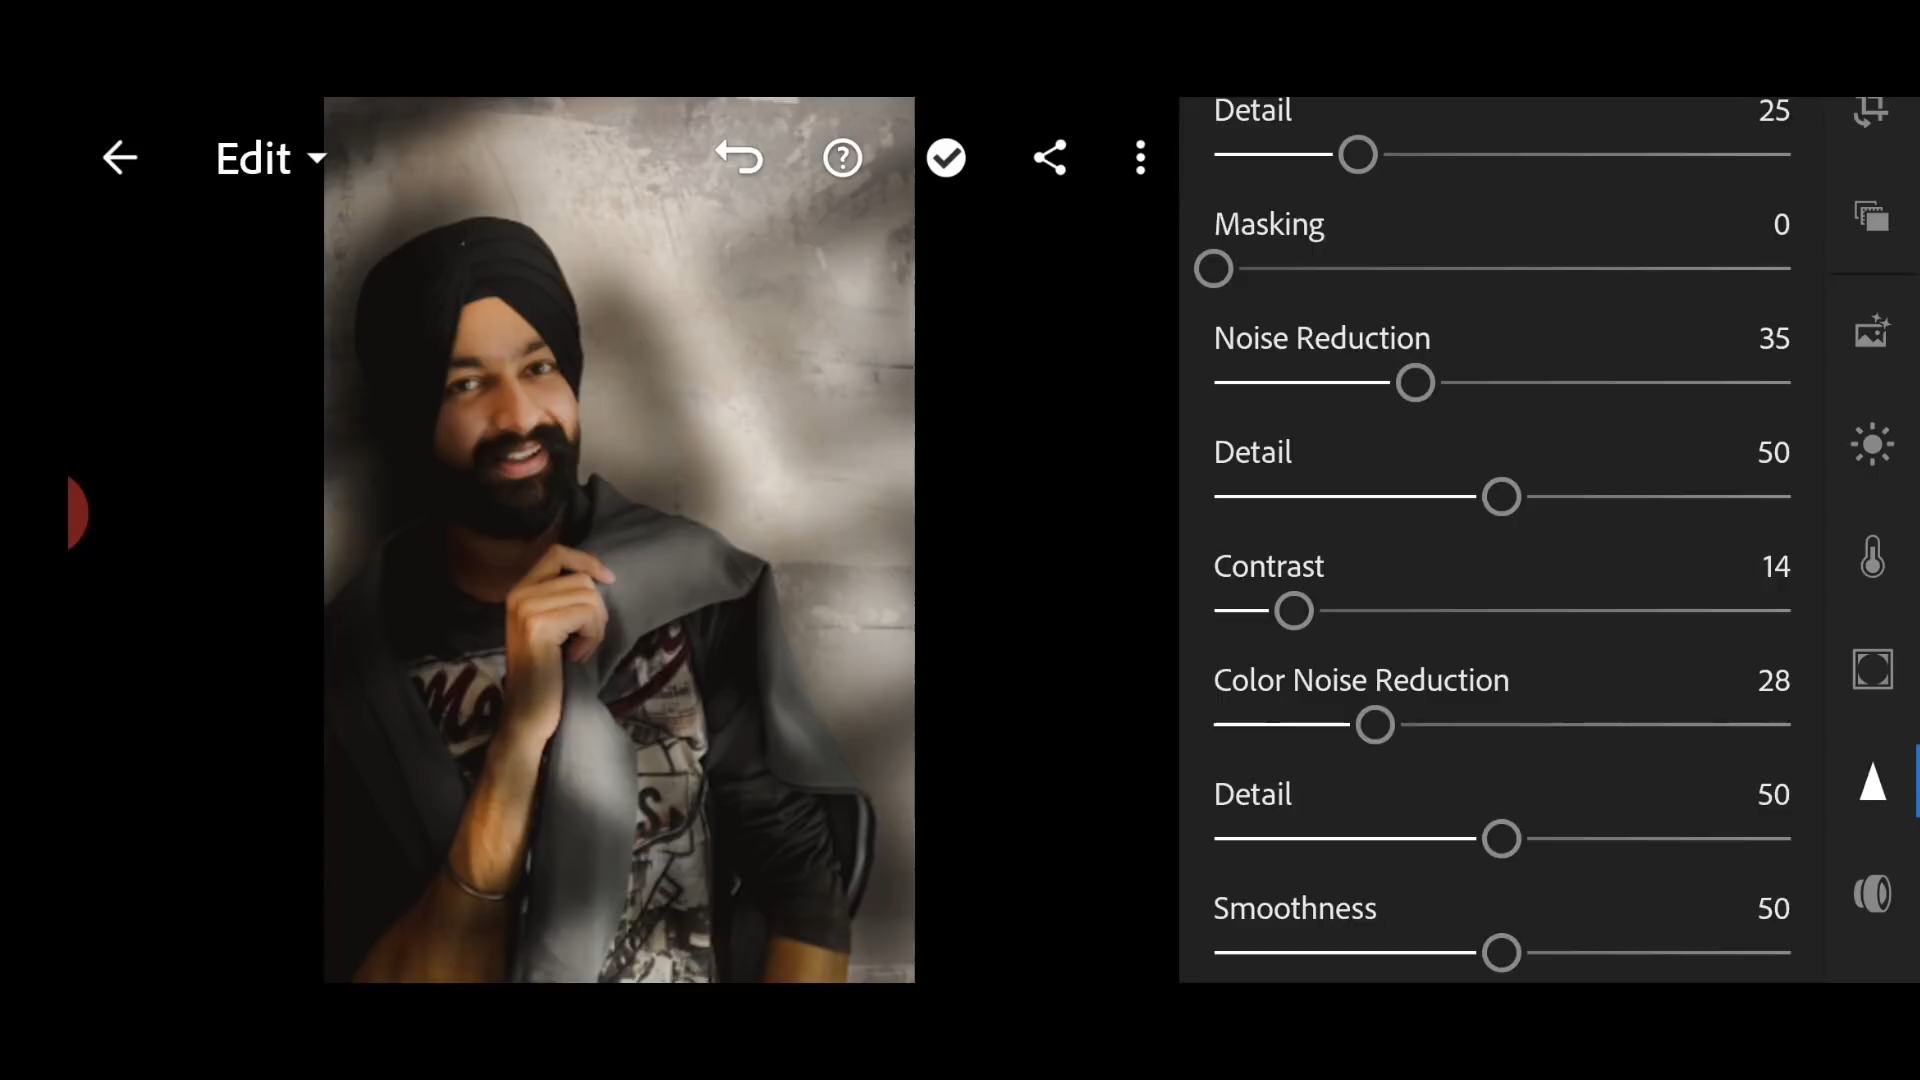 Edit
Detail 25
Masking 0
Noise Reduction 35
Detail 50
Contrast 14
Color Noise Reduction 28
Detail 50
Smoothness 50